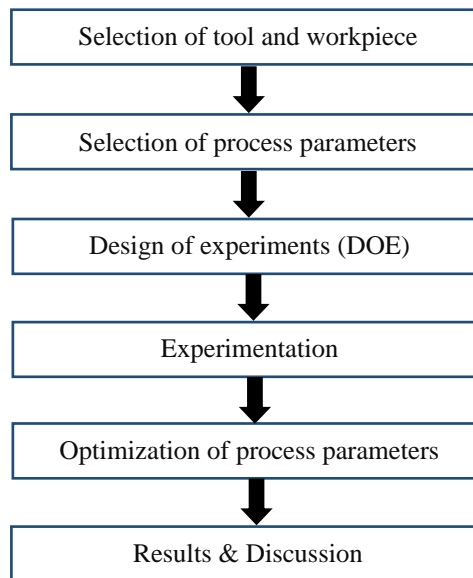 Selection of tool and workpiece
Selection of process parameters
Design of experiments (DOE)
Experimentation
Optimization of process parameters
Results & Discussion